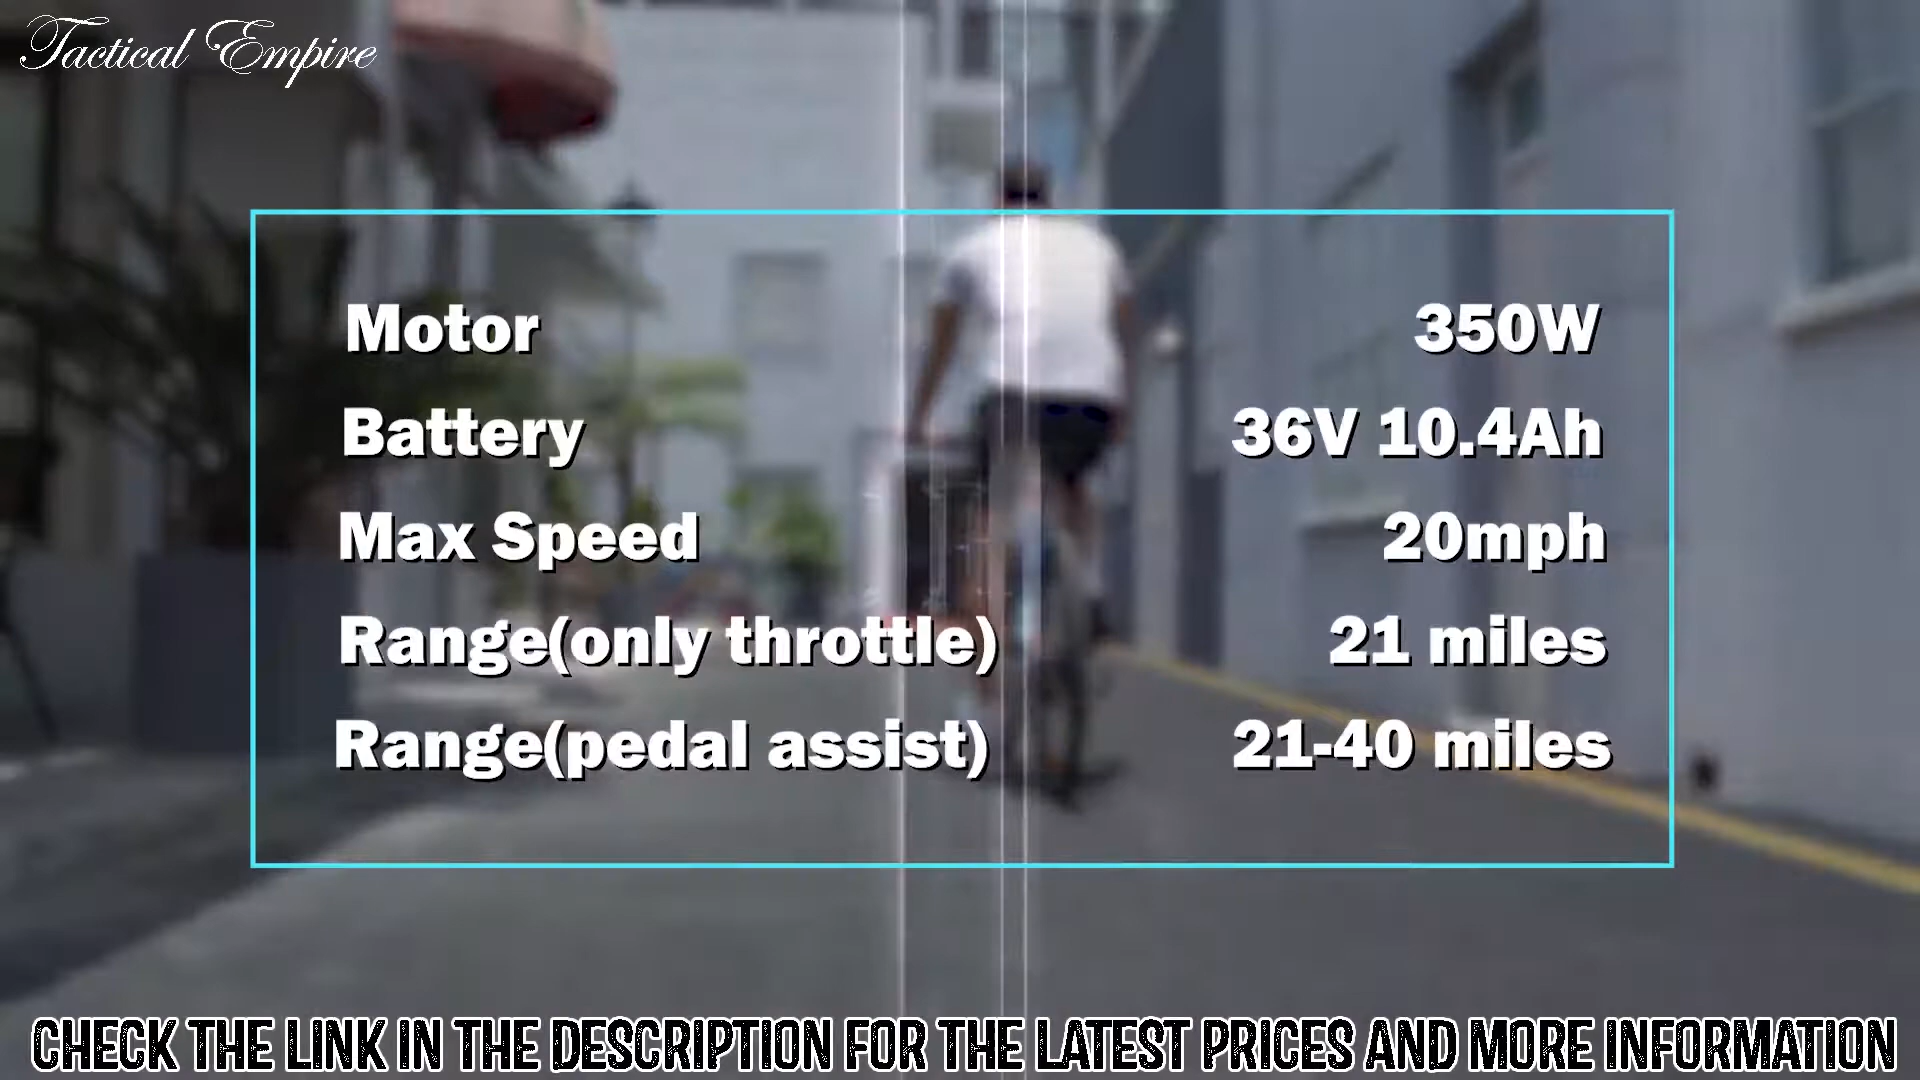 Tactical Empire
Motor 350W
Battery 36V 10.4Ah
Max Speed 20mph
Range(only throttle) 21 miles
Range(pedal assist) 21-40 miles
CHECK THE LINK IN THE DESCRIPTION FOR THE LATEST PRICES AND MORE INFORMATION